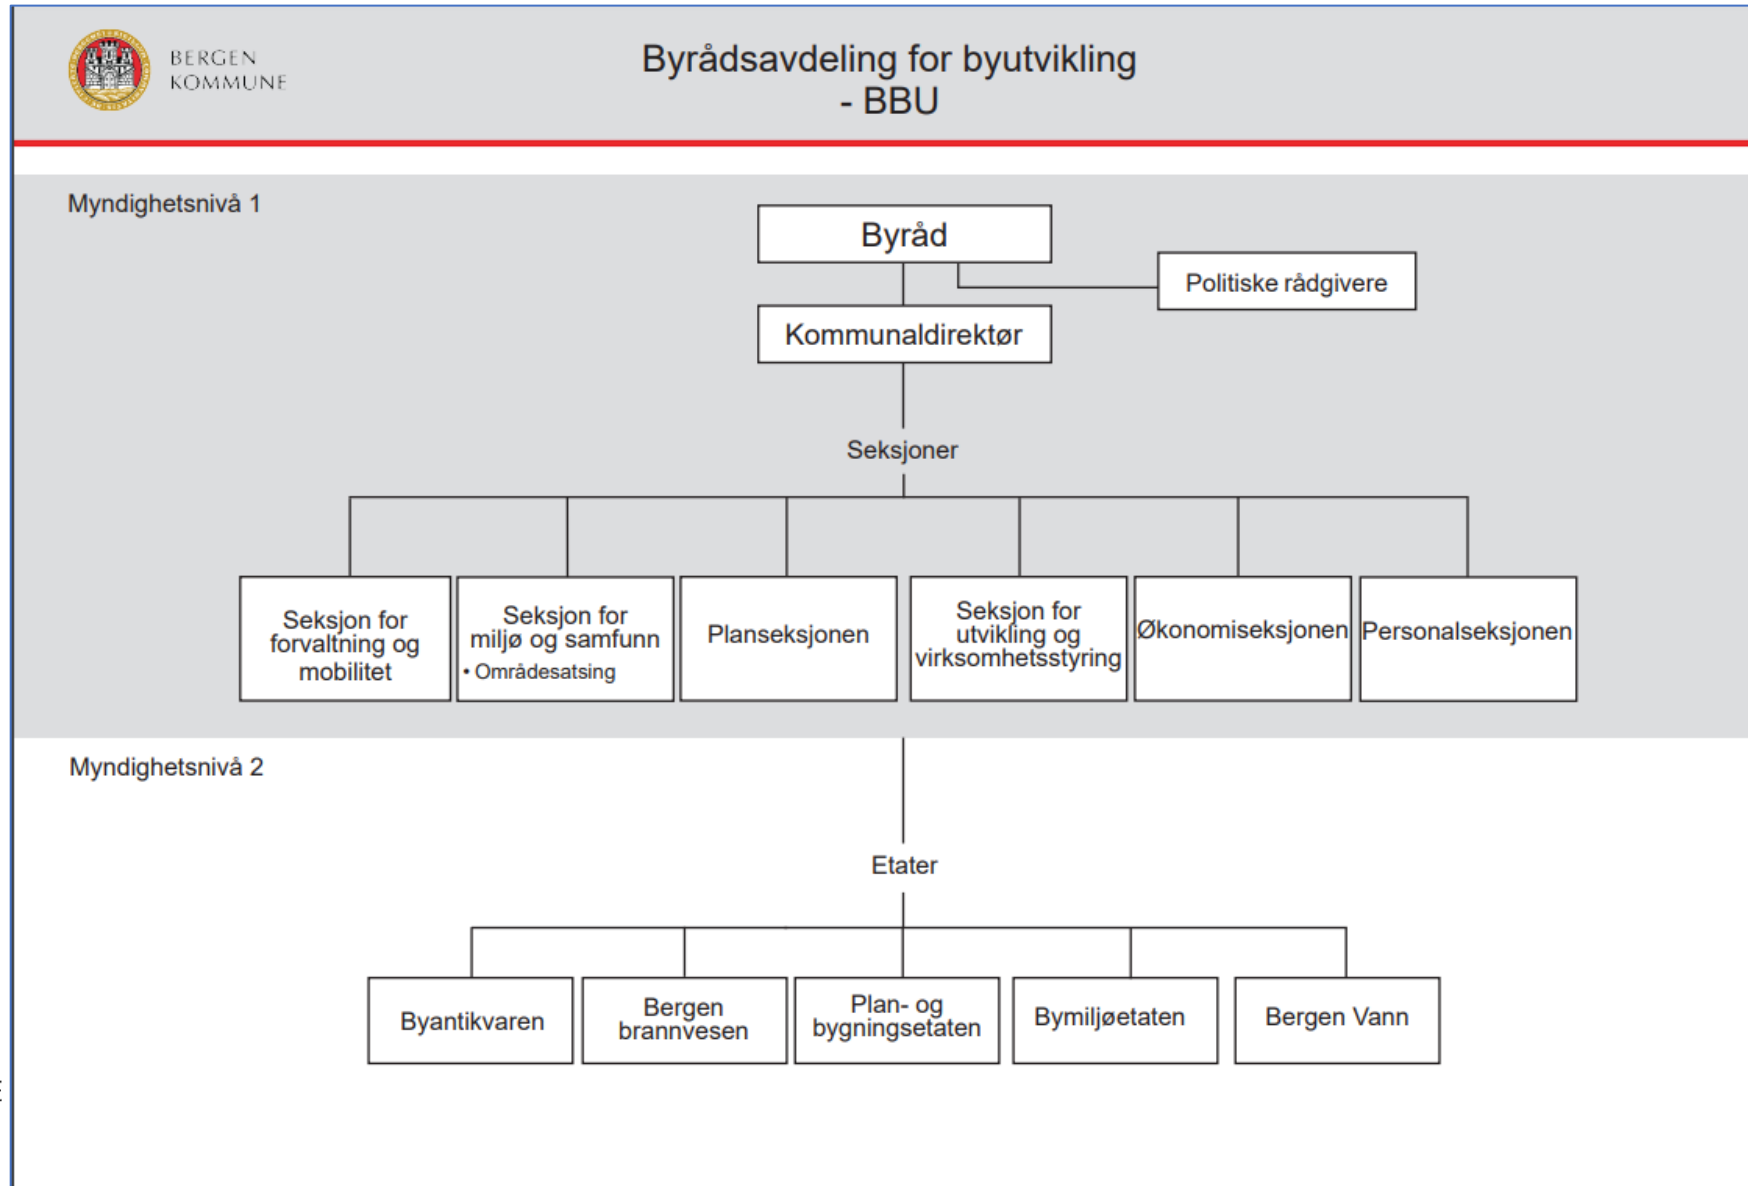 BERGEN
KOMMUNE
Byrådsavdeling for byutvikling
- BBU
Myndighetsnivå 1
Byråd
Politiske rådgivere
Kommunaldirektør
Seksjoner
Seksjon for
forvaltning og
mobilitet
Seksjon for
miljø og samfunn
• Områdesatsing
Planseksjonen
Seksjon for
utvikling og
virksomhetsstyring
Økonomiseksjonen
Personalseksjonen
Myndighetsnivå 2
Etater
Byantikvaren
Bergen
brannvesen
Plan- og
bygningsetaten
Bymiljøetaten
Bergen Vann